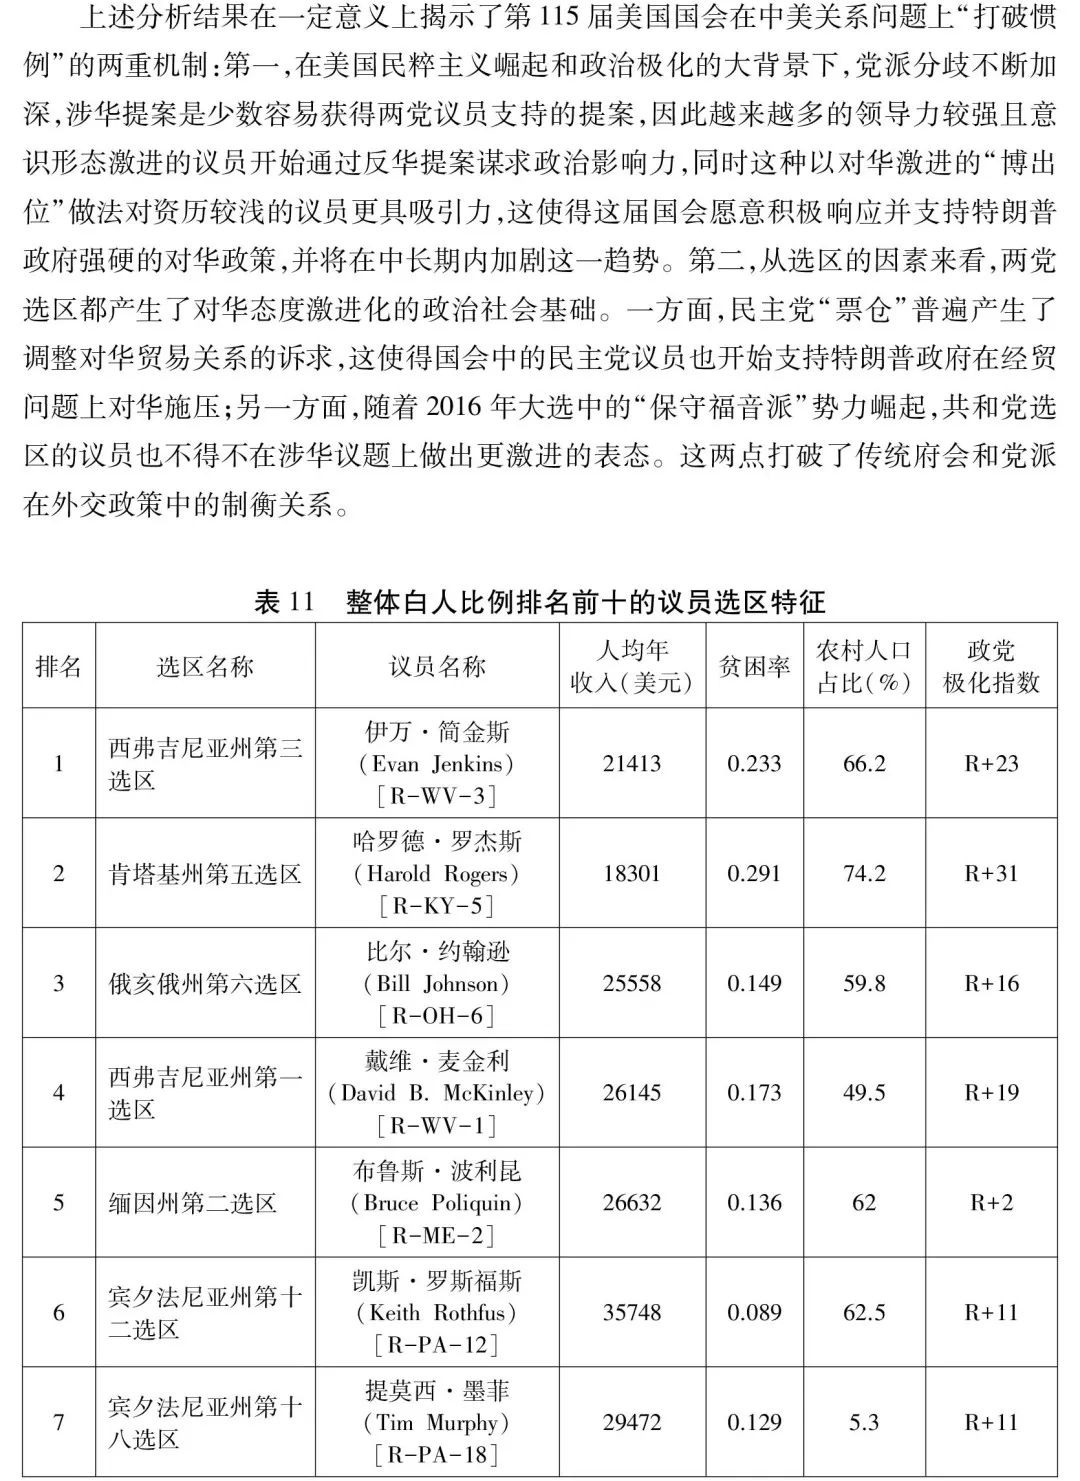 上述分析结果在一定意义上揭示了第 115 届美国国会在中美关系问题上“打破惯
例”的两重机制:第一,在美国民粹主义崛起和政治极化的大背景下,党派分歧不断加
深,涉华提案是少数容易获得两党议员支持的提案,因此越来越多的领导力较强且意
识形态激进的议员开始通过反华提案谋求政治影响力,同时这种以对华激进的“博出
位”做法对资历较浅的议员更具吸引力,这使得这届国会愿意积极响应并支持特朗普
政府强硬的对华政策,并将在中长期内加剧这一趋势。第二,从选区的因素来看,两党
选区都产生了对华态度激进化的政治社会基础。一方面,民主党“票仓”普遍产生了
调整对华贸易关系的诉求,这使得国会中的民主党议员也开始支持特朗普政府在经贸
问题上对华施压;另一方面,随着 2016 年大选中的“保守福音派”势力崛起,共和党选
区的议员也不得不在涉华议题上做出更激进的表态。这两点打破了传统府会和党派
在外交政策中的制衡关系。
表 11 整体白人比例排名前十的议员选区特征
排名 选区名称 议员名称 人均年收入(美元) 贫困率 农村人口占比(%) 政党极化指数
1 西弗吉尼亚州第三选区 伊万·简金斯 (Evan Jenkins) [R-WV-3] 21413 0.233 66.2 R+23
2 肯塔基州第五选区 哈罗德·罗杰斯 (Harold Rogers) [R-KY-5] 18301 0.291 74.2 R+31
3 俄亥俄州第六选区 比尔·约翰逊 (Bill Johnson) [R-OH-6] 25558 0.149 59.8 R+16
4 西弗吉尼亚州第一选区 戴维·麦金利 (David B. McKinley) [R-WV-1] 26145 0.173 49.5 R+19
5 缅因州第二选区 布鲁斯·波利昆 (Bruce Poliquin) [R-ME-2] 26632 0.136 62 R+2
6 宾夕法尼亚州第十二选区 凯斯·罗斯福斯 (Keith Rothfus) [R-PA-12] 35748 0.089 62.5 R+11
7 宾夕法尼亚州第十八选区 提莫西·墨菲 (Tim Murphy) [R-PA-18] 29472 0.129 5.3 R+11